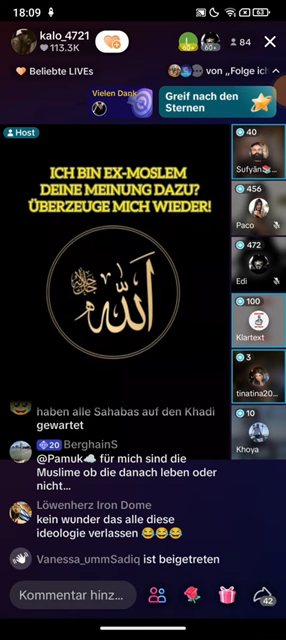 18:09
63
kalo_4721
113.3K
60+
84
Beliebte LIVEs
von „Folge ich
Vielen Dank
Greif nach den
Sternen
Host
40
Sufyân
ICH BIN EX-MOSLEM
DEINE MEINUNG DAZU?
ÜBERZEUGE MICH WIEDER!
456
Paco
الله
جل جلاله
472
Edi
100
Klartext
3
tinatina20...
10
Khoya
haben alle Sahabas auf den Khadi
gewartet
20 BerghainS
@Pamuk☁️ für mich sind die
Muslime ob die danach leben oder
nicht...
Löwenherz Iron Dome
kein wunder das alle diese
ideologie verlassen 😂😂😂
Vanessa_ummSadiq ist beigetreten
Kommentar hinz...
42